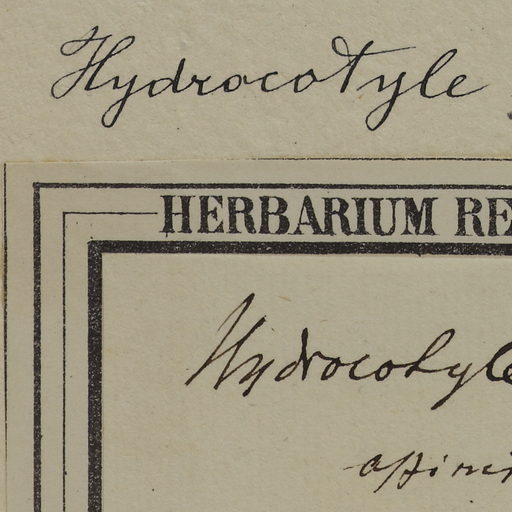 Hydrocotyle
HERBARIUM RE
Hydrocotyle
affinis